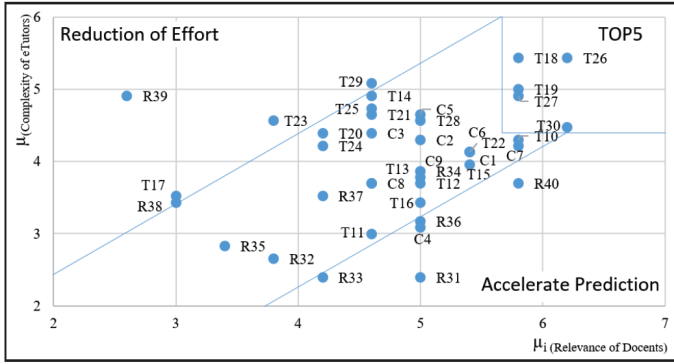 6
Reduction of Effort
TOP5
T29
T18
T26
R39
T14
T19
5
T25
C5
T27
T23
T21
T28
C6
T30
T20
C3
C2
T22
T10
T24
C9
C1
C7
4
T13
R34
T15
T17
R37
C8
T12
R40
R38
T16
T11
R36
3
C4
R35
R32
Accelerate Prediction
R33
R31
2
2 3 4 5 6 7
μ(Complexity of eTutors)
μi (Relevance of Docents)